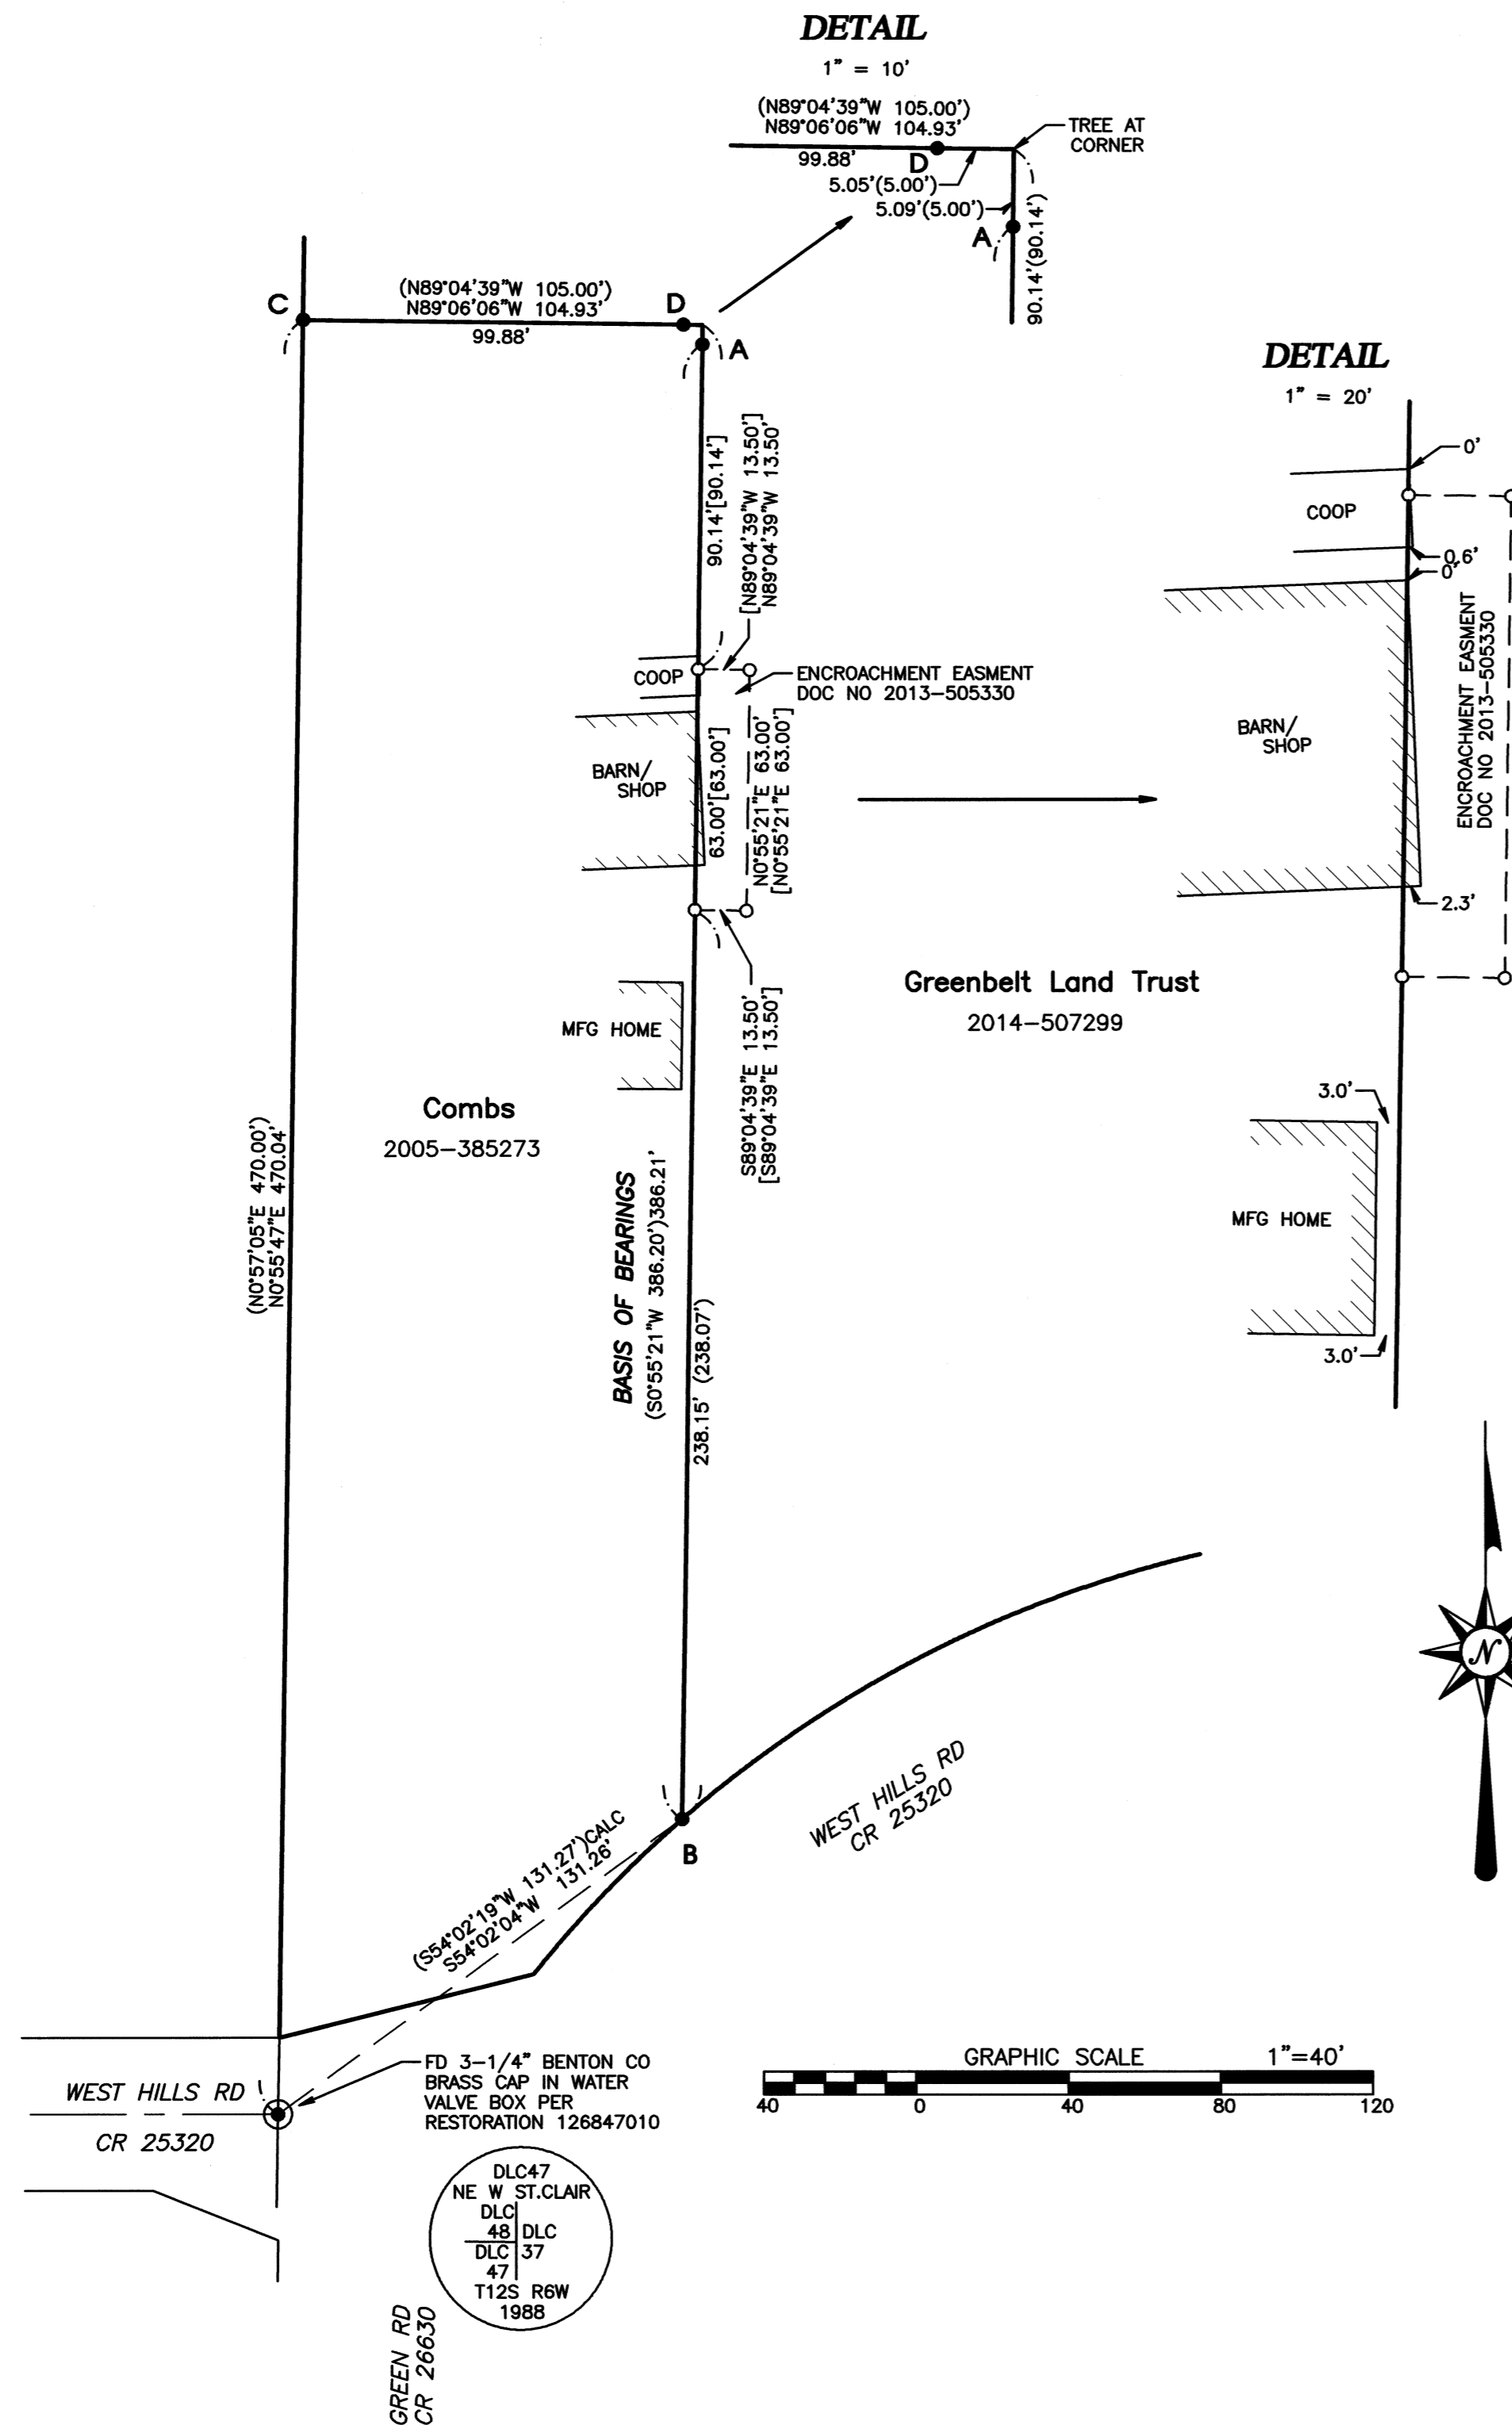 DETAIL
1" = 10'
(N89°04'39"W 105.00')
N89°06'06"W 104.93'
TREE AT
CORNER
99.88'
D
5.05'(5.00')
5.09'(5.00')
A
90.14'(90.14')
C
(N89°04'39"W 105.00')
N89°06'06"W 104.93'
D
99.88'
A
DETAIL
1" = 20'
90.14'[90.14']
[N89°04'39"W 13.50']
N89°04'39"W 13.50'
0'
COOP
0.6'
0'
COOP
ENCROACHMENT EASMENT
DOC NO 2013-505330
BARN/
SHOP
63.00'[63.00']
N0°55'21"E 63.00'
[N0°55'21"E 63.00']
BARN/
SHOP
ENCROACHMENT EASMENT
DOC NO 2013-505330
2.3'
Greenbelt Land Trust
2014-507299
MFG HOME
S89°04'39"E 13.50'
[S89°04'39"E 13.50']
Combs
2005-385273
3.0'
MFG HOME
3.0'
(N0°57'05"E 470.00')
N0°55'47"E 470.04'
BASIS OF BEARINGS
(S0°55'21"W 386.20')386.21'
238.15' (238.07')
N
WEST HILLS RD
CR 25320
B
(S54°02'19"W 131.27')CALC
S54°02'04"W 131.26'
FD 3-1/4" BENTON CO
BRASS CAP IN WATER
VALVE BOX PER
RESTORATION 126847010
WEST HILLS RD
CR 25320
GRAPHIC SCALE 1"=40'
40 0 40 80 120
DLC47
NE W ST.CLAIR
DLC
48 DLC
DLC 37
47
T12S R6W
1988
GREEN RD
CR 26630